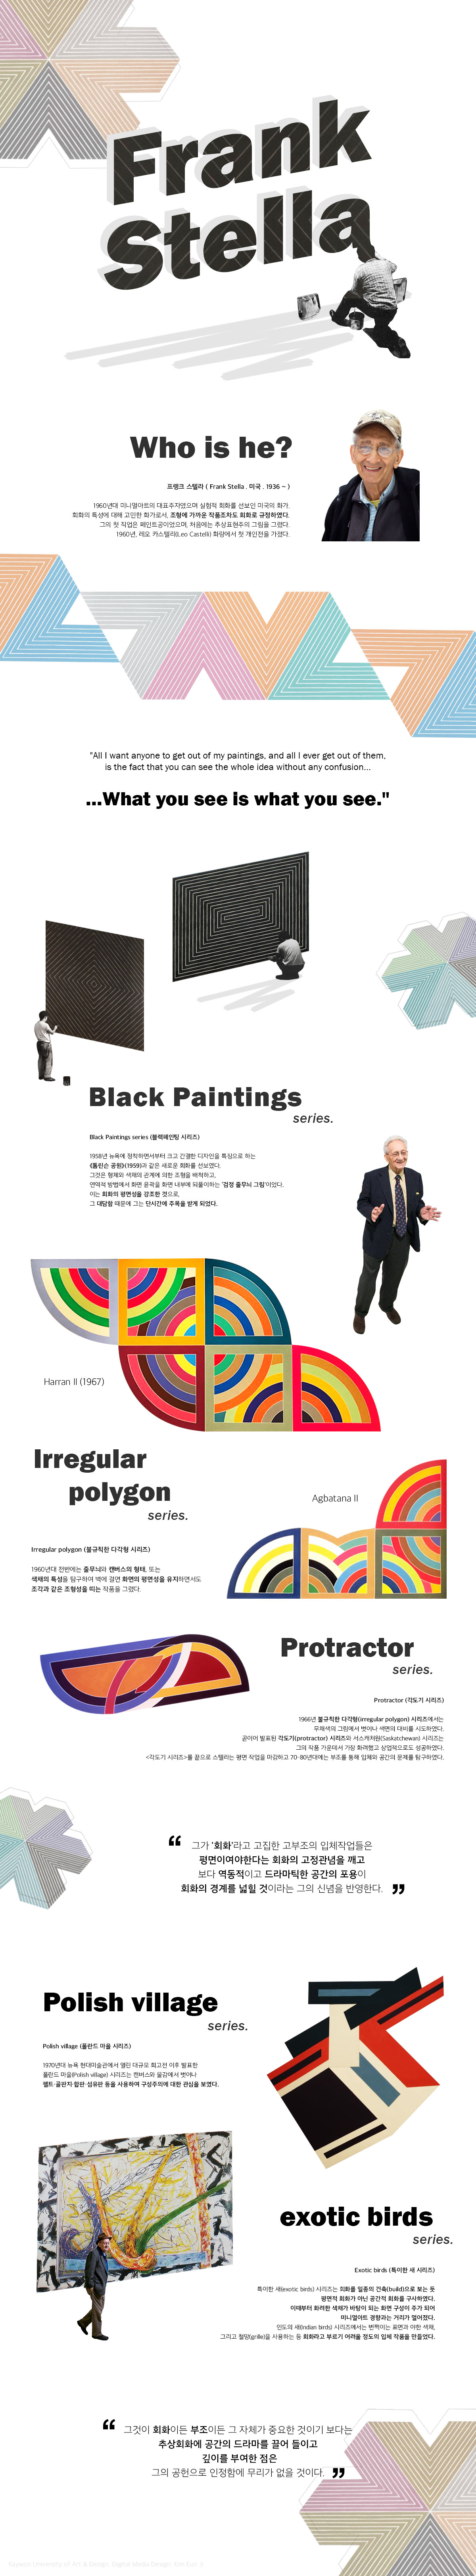 Frank
Stella
Who is he?
프랭크 스텔라 ( Frank Stella . 미국 . 1936 ~ )
1960년대 미니멀아트의 대표주자였으며 실험적 회화를 선보인 미국의 화가.
회화의 특성에 대해 고민한 화가로서, 조형에 가까운 작품조차도 회화로 규정하였다.
그의 첫 직업은 페인트공이었으며, 처음에는 추상표현주의 그림을 그렸다.
1960년, 레오 카스텔리(Leo Castelli) 화랑에서 첫 개인전을 가졌다.
"All I want anyone to get out of my paintings, and all I ever get out of them,
is the fact that you can see the whole idea without any confusion...
...What you see is what you see."
Black Paintings
series.
Black Paintings series (블랙페인팅 시리즈)
1958년 뉴욕에 정착하면서부터 크고 간결한 디자인을 특징으로 하는
《톰린슨 공원》(1959)과 같은 새로운 회화를 선보였다.
그것은 형체와 색채의 관계에 의한 조형을 배척하고,
연역적 방법에서 화면 윤곽을 화면 내부에 되풀이하는 '검정 줄무늬 그림'이었다.
이는 회화의 평면성을 강조한 것으로,
그 대담함 때문에 그는 단시간에 주목을 받게 되었다.
Harran II (1967)
Irregular
polygon
series.
Agbatana II
Irregular polygon (불규칙한 다각형 시리즈)
1960년대 전반에는 줄무늬와 캔버스의 형태, 또는
색채의 특성을 탐구하여 벽에 걸면 화면의 평면성을 유지하면서도
조각과 같은 조형성을 띠는 작품을 그렸다.
Protractor
series.
Protractor (각도기 시리즈)
1966년 불규칙한 다각형(irregular polygon) 시리즈에서는
무채색의 그림에서 벗어나 색면의 대비를 시도하였다.
곧이어 발표된 각도기(protractor) 시리즈와 서스캐처원(Saskatchewan) 시리즈는
그의 작품 가운데서 가장 화려했고 상업적으로도 성공하였다.
<각도기 시리즈>를 끝으로 스텔라는 평면 작업을 마감하고 70-80년대에는 부조를 통해 입체와 공간의 문제를 탐구하였다.
“ 그가 '회화'라고 고집한 고부조의 입체작업들은
평면이여야한다는 회화의 고정관념을 깨고
보다 역동적이고 드라마틱한 공간의 포용이
회화의 경계를 넓힐 것이라는 그의 신념을 반영한다. ”
Polish village
series.
Polish village (폴란드 마을 시리즈)
1970년대 뉴욕 현대미술관에서 열린 대규모 회고전 이후 발표한
폴란드 마을(Polish village) 시리즈는 캔버스와 물감에서 벗어나
펠트·골판지·합판·섬유판 등을 사용하여 구성주의에 대한 관심을 보였다.
exotic birds
series.
Exotic birds (특이한 새 시리즈)
특이한 새(exotic birds) 시리즈는 회화를 일종의 건축(build)으로 보는 듯
평면적 회화가 아닌 공간적 회화를 구사하였다.
이때부터 화려한 색채가 바탕이 되는 화면 구성이 주가 되어
미니멀아트 경향과는 거리가 멀어졌다.
인도의 새(Indian birds) 시리즈에서는 번쩍이는 표면과 야한 색채,
그리고 철망(grille)을 사용하는 등 회화라고 부르기 어려울 정도의 입체 작품을 만들었다.
“ 그것이 회화이든 부조이든 그 자체가 중요한 것이기 보다는
추상회화에 공간의 드라마를 끌어 들이고
깊이를 부여한 점은
그의 공헌으로 인정함에 무리가 없을 것이다. ”